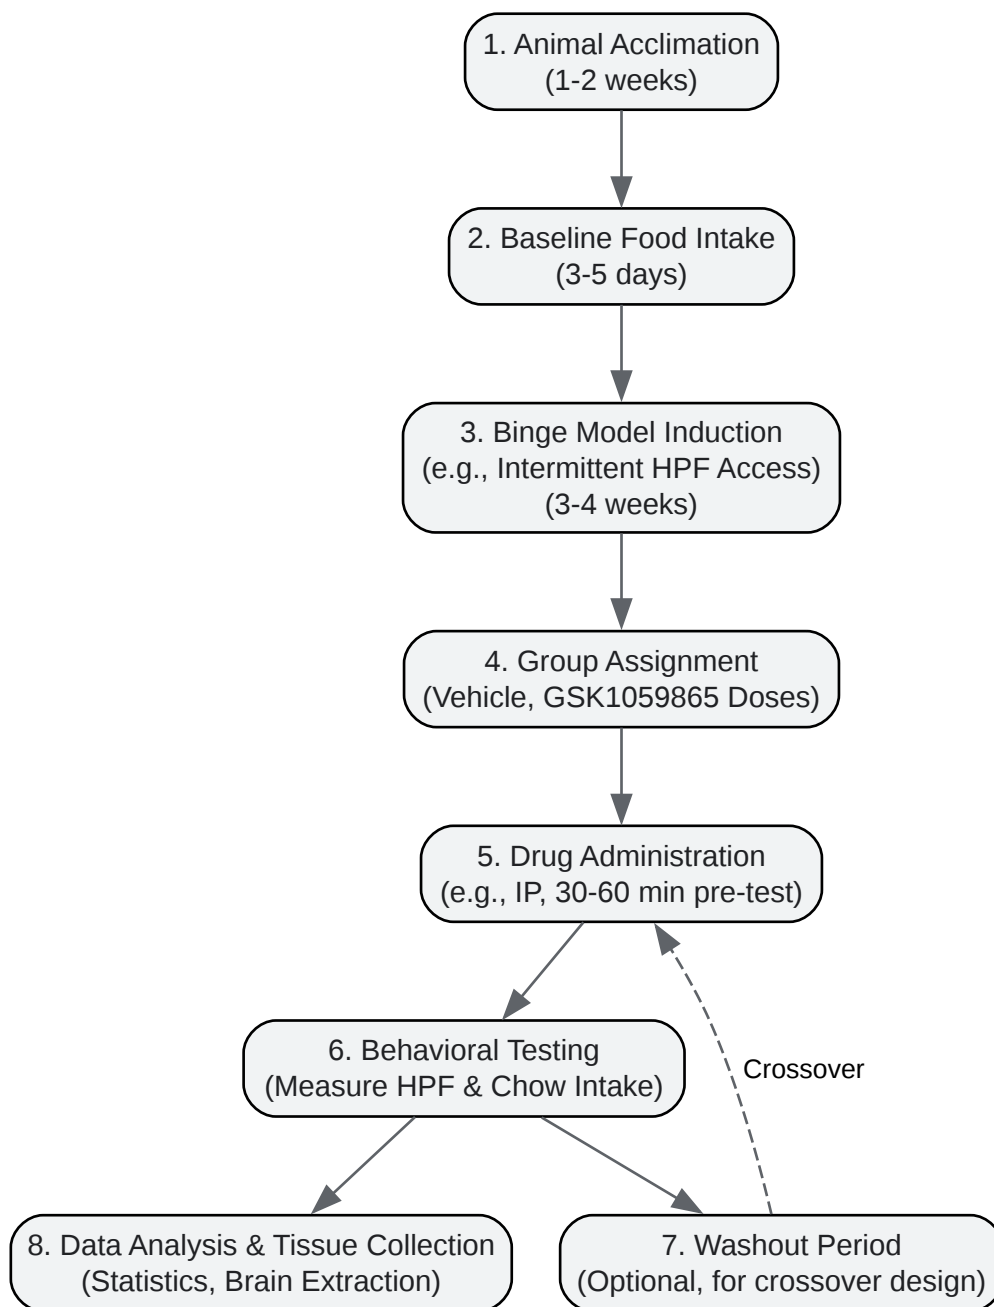 1. Animal Acclimation
(1-2 weeks)
2. Baseline Food Intake
(3-5 days)
3. Binge Model Induction
(e.g., Intermittent HPF Access)
(3-4 weeks)
4. Group Assignment
(Vehicle, GSK1059865 Doses)
5. Drug Administration
(e.g., IP, 30-60 min pre-test)
6. Behavioral Testing
(Measure HPF & Chow Intake)
Crossover
8. Data Analysis & Tissue Collection
(Statistics, Brain Extraction)
7. Washout Period
(Optional, for crossover design)